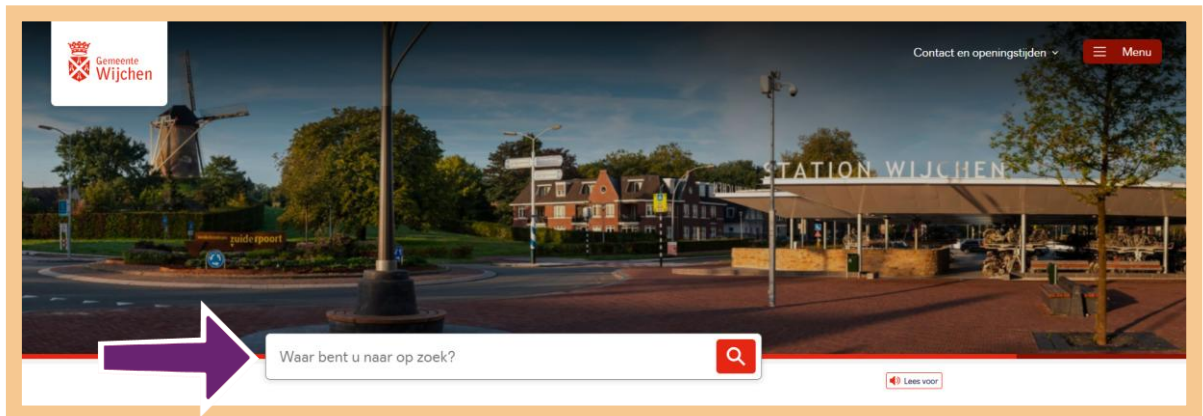 Gemeente
Wijchen
Contact en openingstijden
Menu
STATION WIJCHEN
zuiderpoort
Waar bent u naar op zoek?
Lees voor